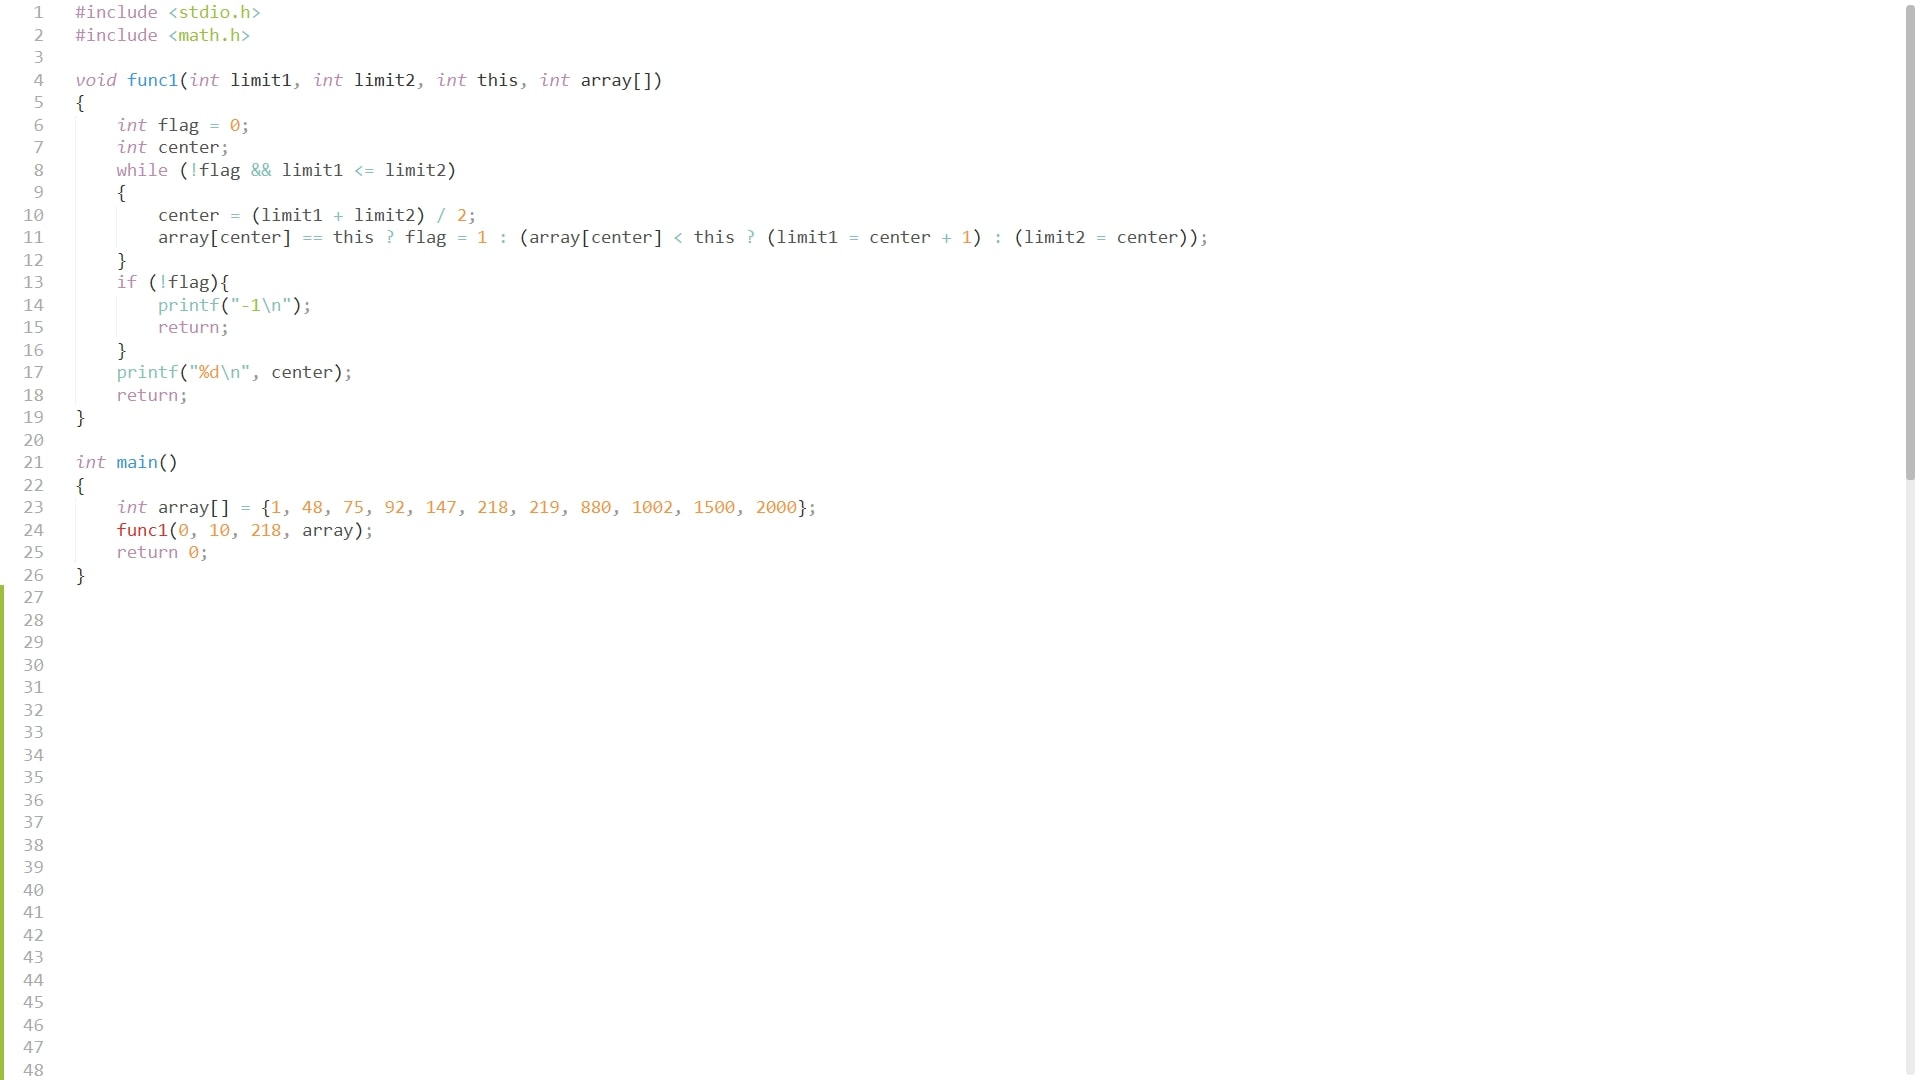 1 #include <stdio.h>
2 #include <math.h>
3
4 void func1(int limit1, int limit2, int this, int array[])
5 {
6     int flag = 0;
7     int center;
8     while (!flag && limit1 <= limit2)
9     {
10         center = (limit1 + limit2) / 2;
11         array[center] == this ? flag = 1 : (array[center] < this ? (limit1 = center + 1) : (limit2 = center));
12     }
13     if (!flag){
14         printf("-1\n");
15         return;
16     }
17     printf("%d\n", center);
18     return;
19 }
20
21 int main()
22 {
23     int array[] = {1, 48, 75, 92, 147, 218, 219, 880, 1002, 1500, 2000};
24     func1(0, 10, 218, array);
25     return 0;
26 }
27
28
29
30
31
32
33
34
35
36
37
38
39
40
41
42
43
44
45
46
47
48